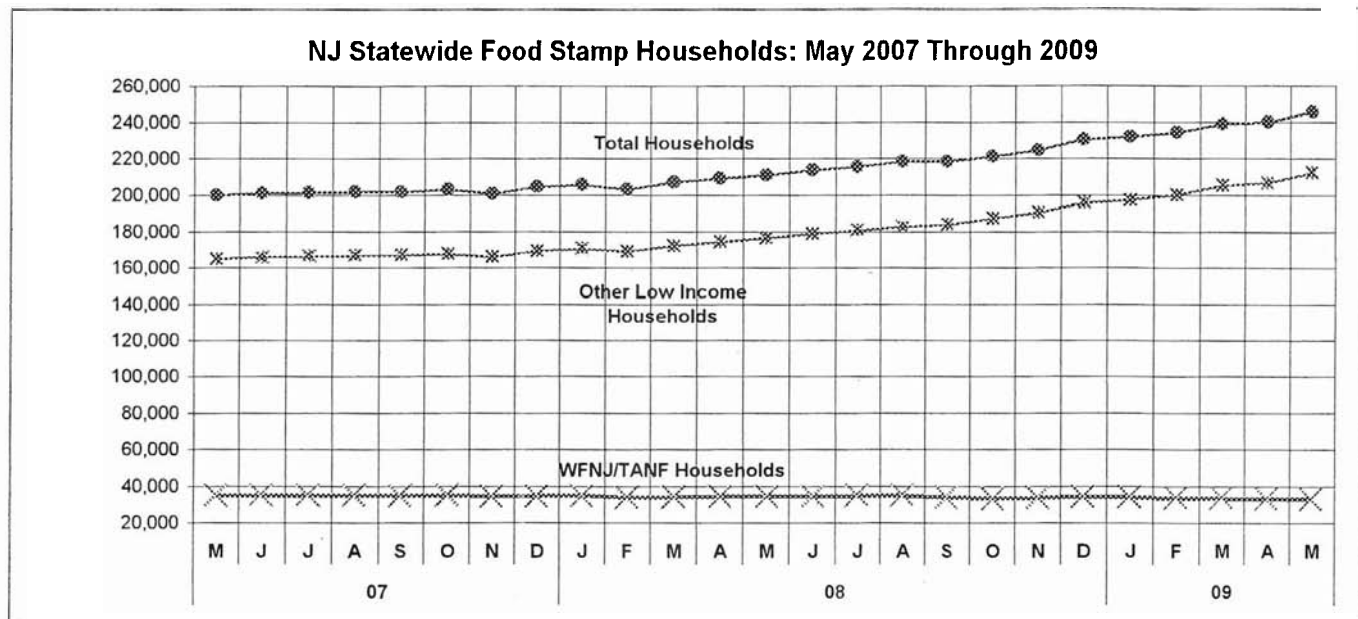 NJ Statewide Food Stamp Households: May 2007 Through 2009
260,000
240,000
220,000
200,000
180,000
160,000
140,000
120,000
100,000
80,000
60,000
40,000
20,000
Total Households
Other Low Income
Households
WFNJ/TANF Households
M J J A S O N D J F M A M J J A S O N D J F M A M
07 08 09